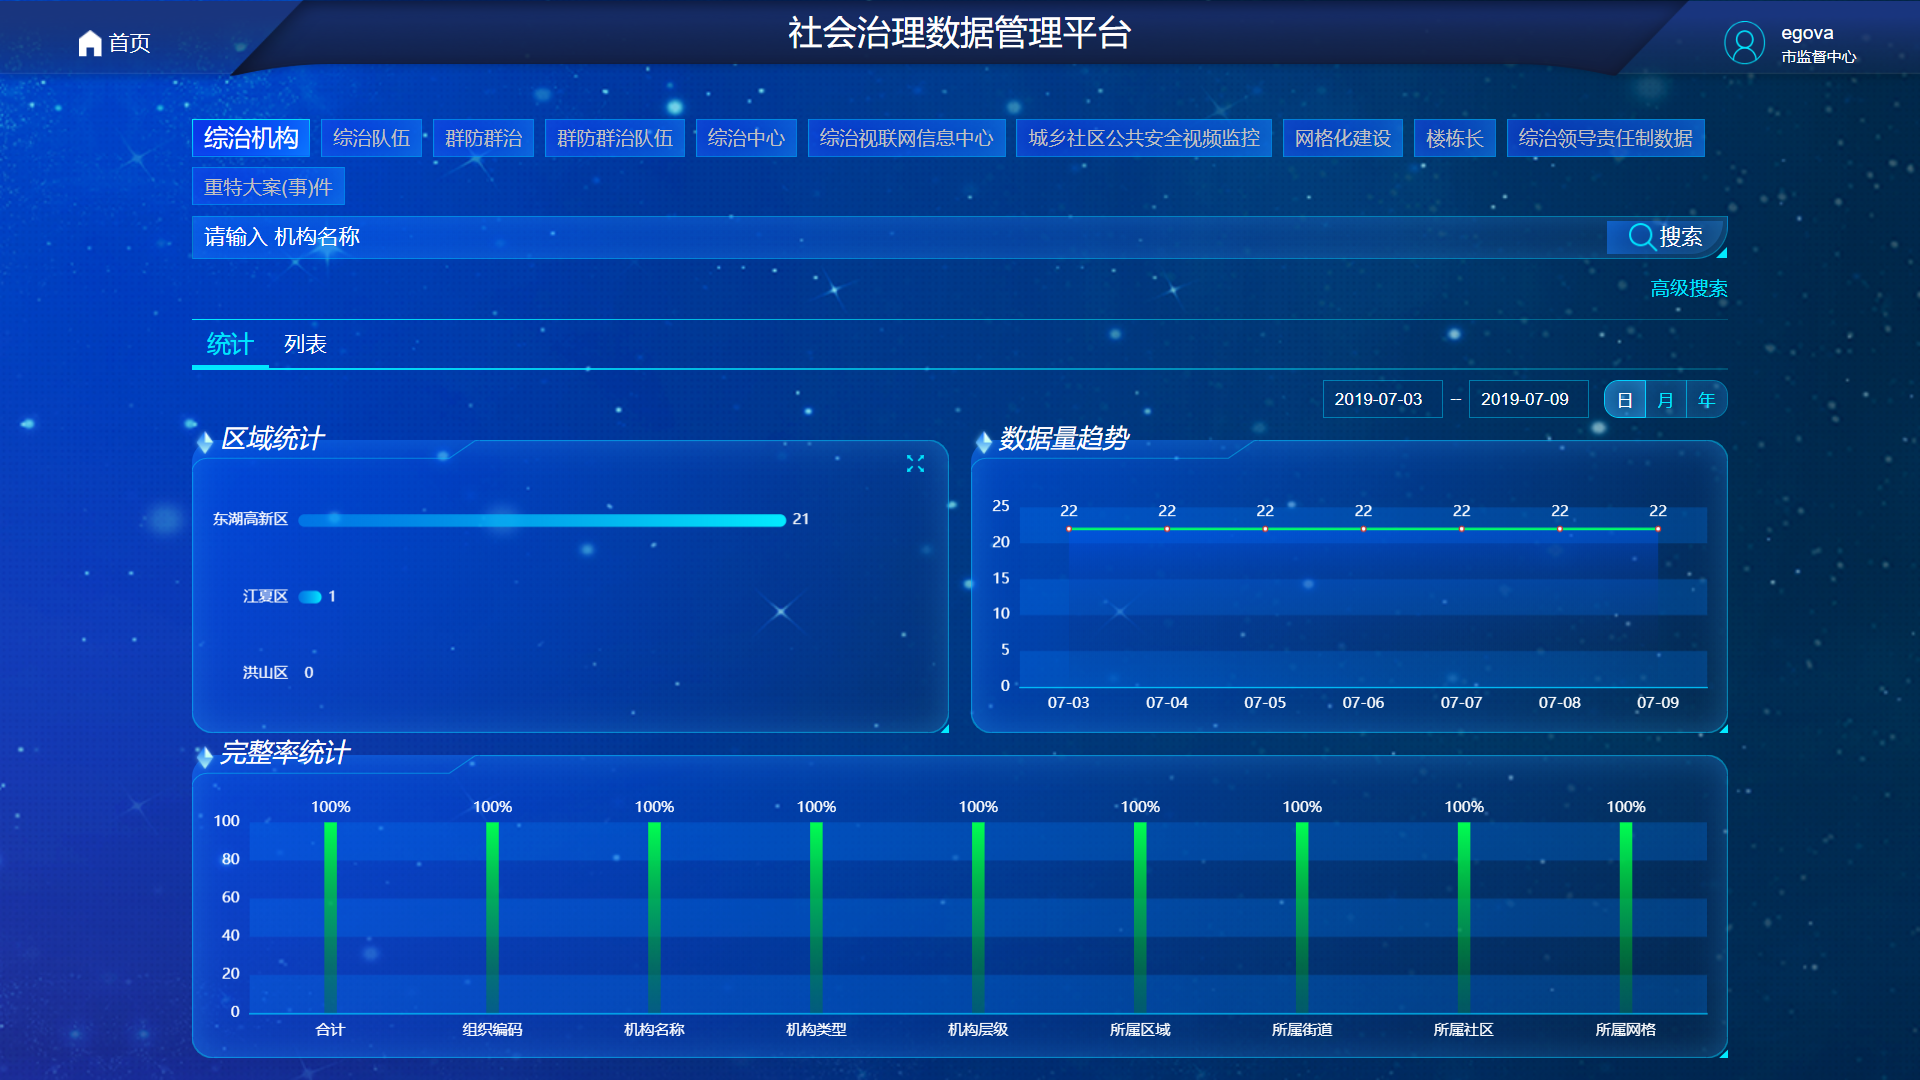 首页
社会治理数据管理平台
egova
市监督中心
综治机构 综治队伍 群防群治 群防群治队伍 综治中心 综治视联网信息中心 城乡社区公共安全视频监控 网格化建设 楼栋长 综治领导责任制数据
重特大案(事)件
请输入 机构名称 搜索
高级搜索
统计 列表
2019-07-03 – 2019-07-09 日 月 年
区域统计
东湖高新区 21
江夏区 1
洪山区 0
数据量趋势
25
20
15
10
5
0
22 22 22 22 22 22 22
07-03 07-04 07-05 07-06 07-07 07-08 07-09
完整率统计
100% 100% 100% 100% 100% 100% 100% 100% 100%
100
80
60
40
20
0
合计 组织编码 机构名称 机构类型 机构层级 所属区域 所属街道 所属社区 所属网格